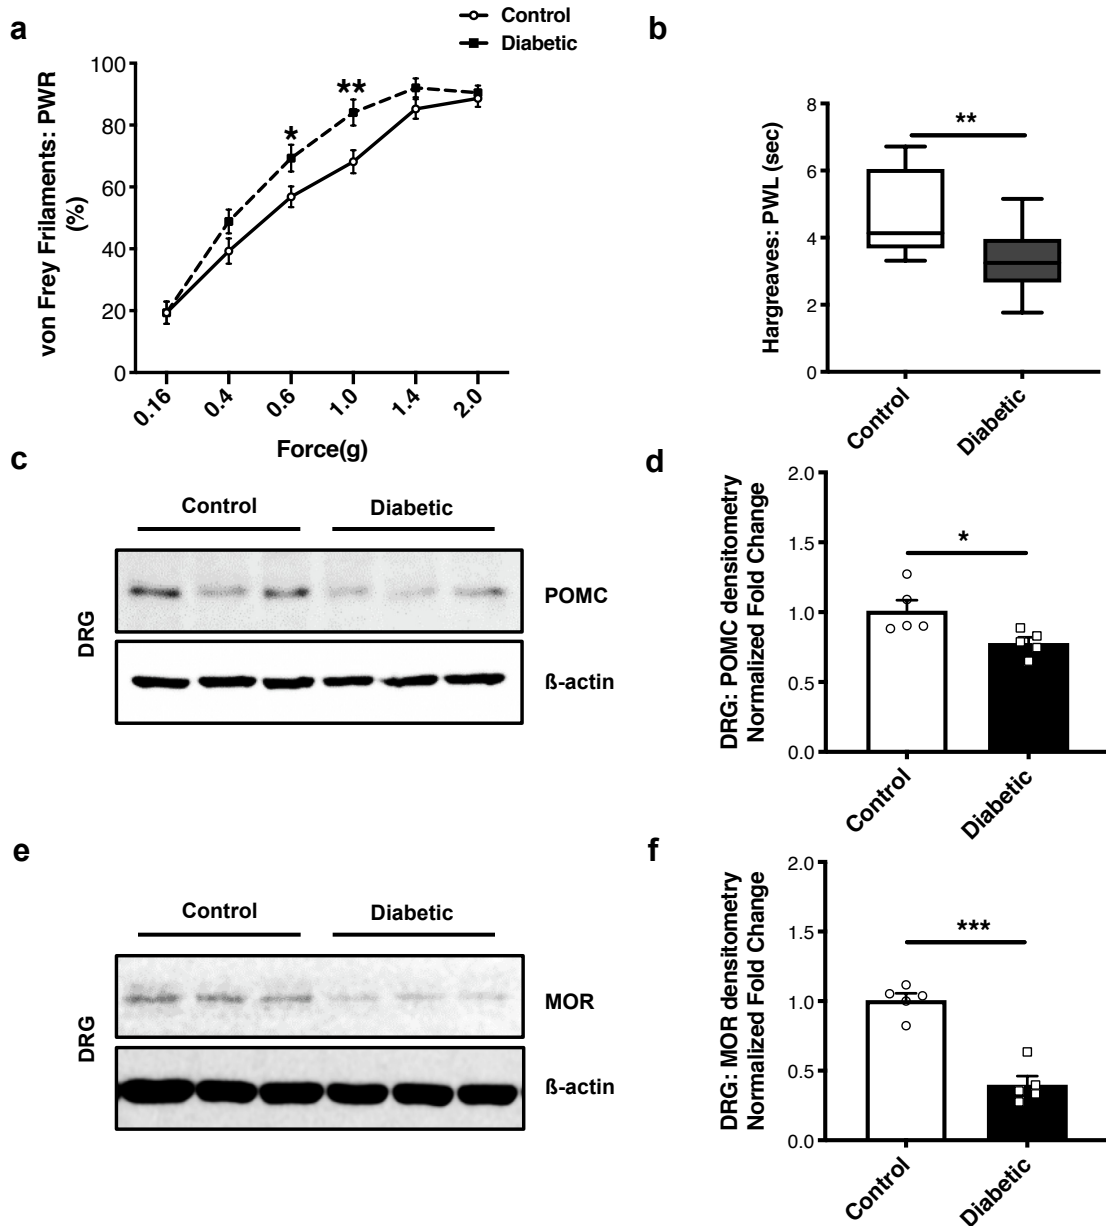 a
Control
Diabetic
von Frey Frilaments: PWR
(%)
100
80
60
40
20
0
*
**
0.16
0.4
0.6
1.0
1.4
2.0
Force(g)
b
Hargreaves: PWL (sec)
8
6
4
2
0
**
Control
Diabetic
c
Control
Diabetic
DRG
POMC
ß-actin
d
DRG: POMC densitometry
Normalized Fold Change
2.0
1.5
1.0
0.5
0.0
*
Control
Diabetic
e
Control
Diabetic
DRG
MOR
ß-actin
f
DRG: MOR densitometry
Normalized Fold Change
2.0
1.5
1.0
0.5
0.0
***
Control
Diabetic